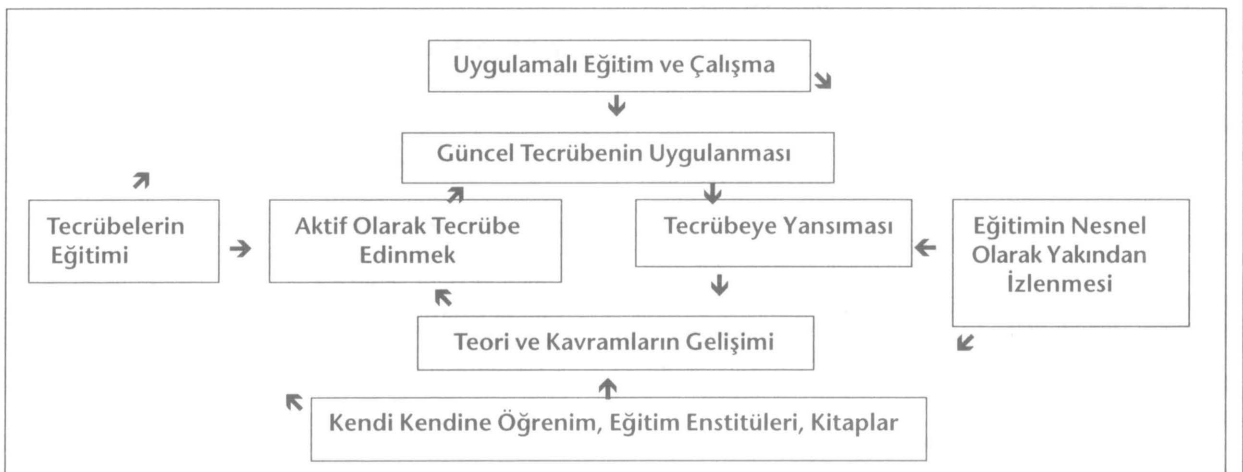 Uygulamalı Eğitim ve Çalışma
Güncel Tecrübenin Uygulanması
Tecrübelerin
Eğitimi
Aktif Olarak Tecrübe
Edinmek
Tecrübeye Yansıması
Eğitimin Nesnel
Olarak Yakından
İzlenmesi
Teori ve Kavramların Gelişimi
Kendi Kendine Öğrenim, Eğitim Enstitüleri, Kitaplar